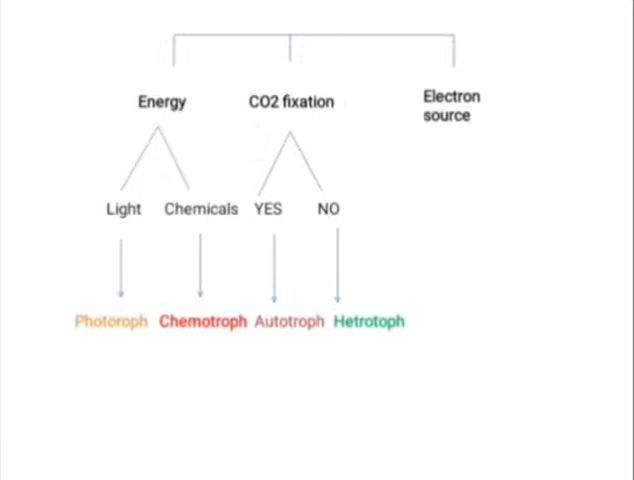 Energy
CO2 fixation
Electron
source
Light
Chemicals
YES
NO
Photoroph
Chemotroph
Autotroph
Hetrotoph